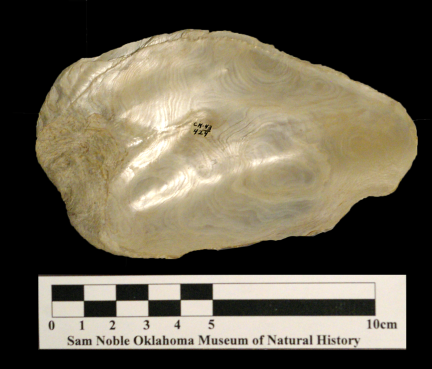 0 1 2 3 4 5 10cm
Sam Noble Oklahoma Museum of Natural History